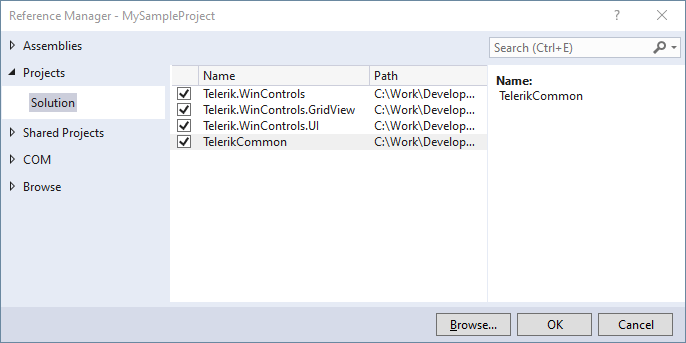 Reference Manager - MySampleProject
Assemblies
Projects
Solution
Shared Projects
COM
Browse
Name Path
Telerik.WinControls C:\Work\Develop...
Telerik.WinControls.GridView C:\Work\Develop...
Telerik.WinControls.UI C:\Work\Develop...
TelerikCommon C:\Work\Develop...
Search (Ctrl+E)
Name:
TelerikCommon
Browse... OK Cancel